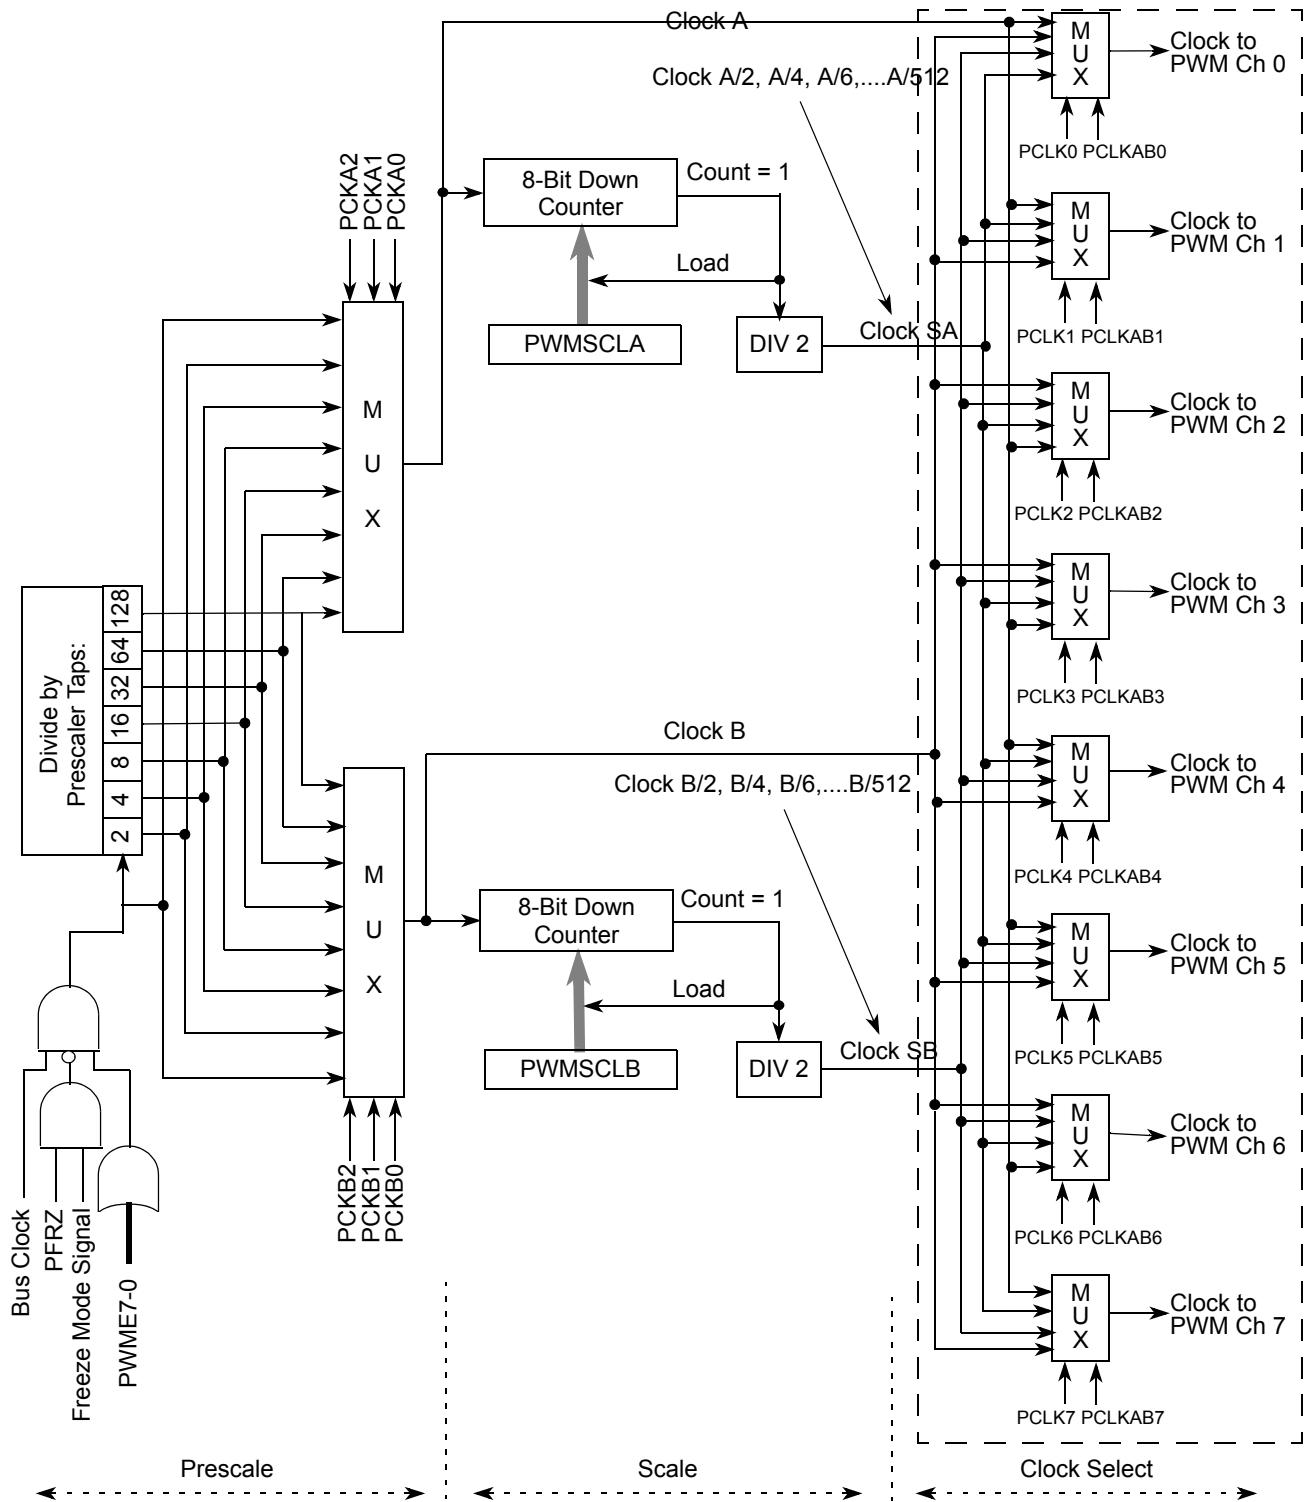 Clock A
Clock A/2, A/4, A/6,....A/512
M
U
X
Clock to
PWM Ch 0
PCLK0 PCLKAB0
PCKA2
PCKA1
PCKA0
8-Bit Down
Counter
Count = 1
Load
PWMSCLA
DIV 2
Clock SA
M
U
X
Clock to
PWM Ch 1
PCLK1 PCLKAB1
M
U
X
M
U
X
Clock to
PWM Ch 2
PCLK2 PCLKAB2
M
U
X
Clock to
PWM Ch 3
PCLK3 PCLKAB3
Divide by
Prescaler Taps:
128
64
32
16
8
4
2
Clock B
Clock B/2, B/4, B/6,....B/512
M
U
X
Clock to
PWM Ch 4
PCLK4 PCLKAB4
M
U
X
8-Bit Down
Counter
Count = 1
Load
PWMSCLB
DIV 2
Clock SB
M
U
X
Clock to
PWM Ch 5
PCLK5 PCLKAB5
PCKB2
PCKB1
PCKB0
M
U
X
Clock to
PWM Ch 6
PCLK6 PCLKAB6
Bus Clock
PFRZ
Freeze Mode Signal
PWME7-0
M
U
X
Clock to
PWM Ch 7
PCLK7 PCLKAB7
Prescale
Scale
Clock Select